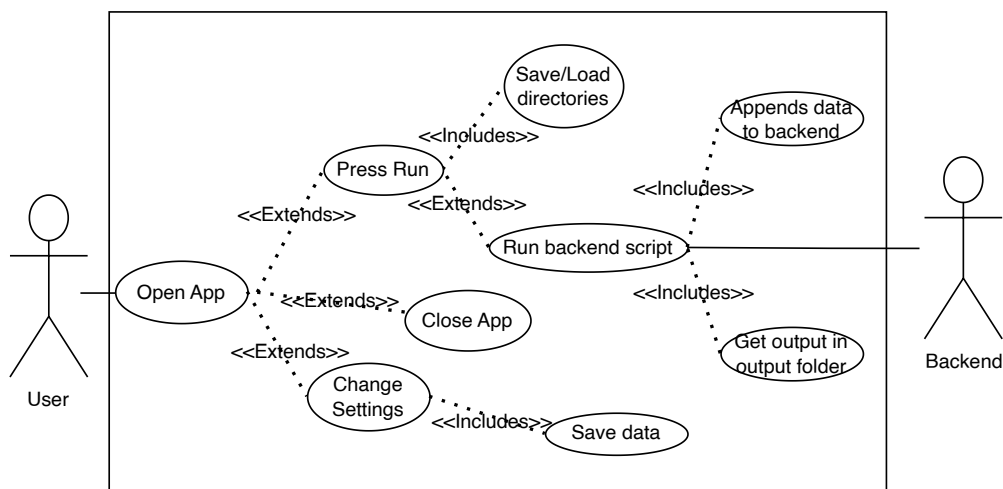 Save/Load
directories
Appends data
to backend
<<Includes>>
Press Run
<<Includes>>
<<Extends>>
<<Extends>>
Run backend script
<<Includes>>
Open App
<<Extends>>
Close App
<<Extends>>
Get output in
output folder
Change
Settings
<<Includes>>
Save data
User
Backend